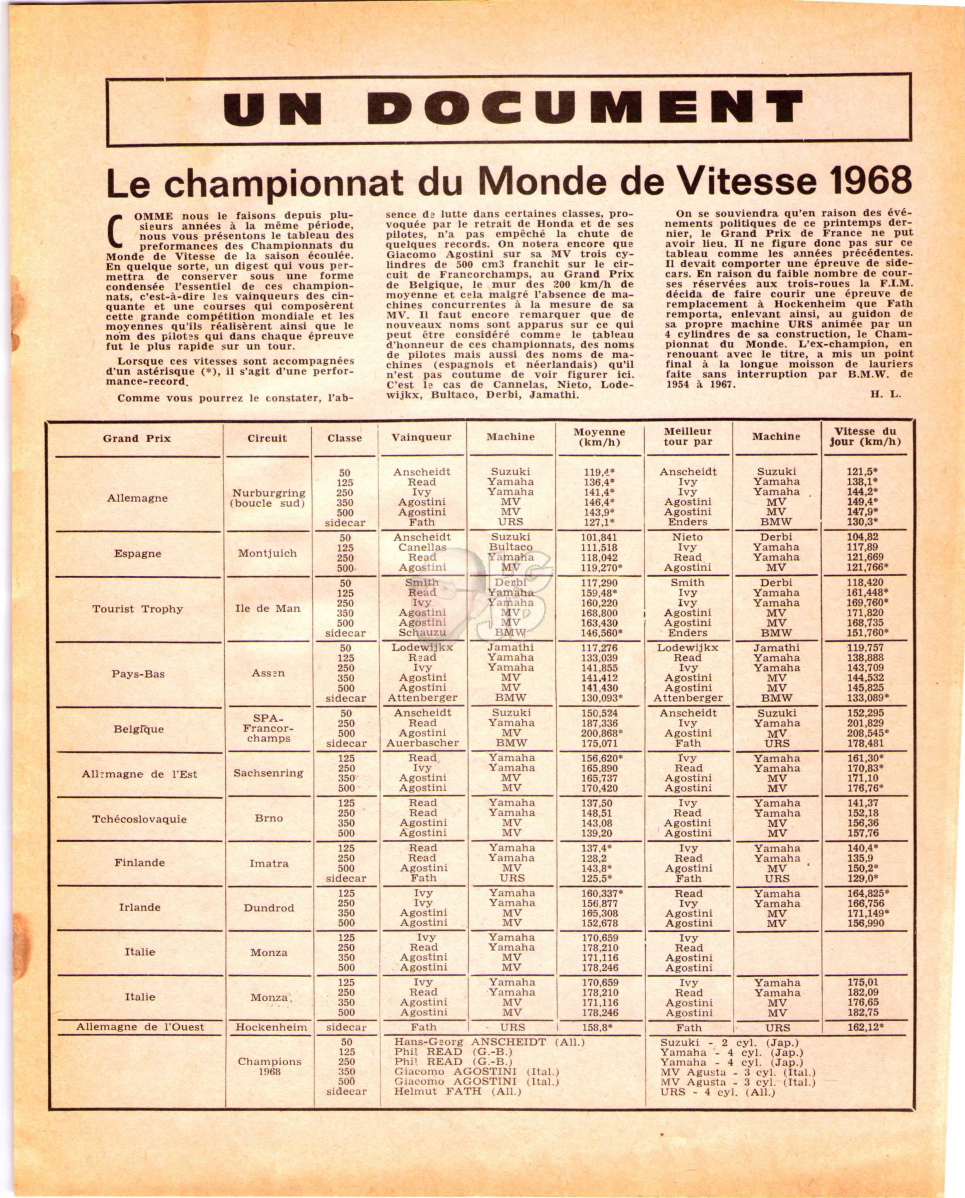 UN DOCUMENT
Le championnat du Monde de Vitesse 1968
COMME nous le faisons depuis plu-
sieurs années à la même période,
nous vous présentons le tableau des
preformances des Championnats du
Monde de Vitesse de la saison écoulée.
En quelque sorte, un digest qui vous per-
mettra de conserver sous une forme
condensée l'essentiel de ces champion-
nats, c'est-à-dire les vainqueurs des cin-
quante et une courses qui composèrent
cette grande compétition mondiale et les
moyennes qu'ils réalisèrent ainsi que le
nom des pilotes qui dans chaque épreuve
fut le plus rapide sur un tour.
Lorsque ces vitesses sont accompagnées
d'un astérisque (*), il s'agit d'une perfor-
mance-record.
Comme vous pourrez le constater, l'ab-
sence de lutte dans certaines classes, pro-
voquée par le retrait de Honda et de ses
pilotes, n'a pas empêché la chute de
quelques records. On notera encore que
Giacomo Agostini sur sa MV trois cy-
lindres de 500 cm3 franchit sur le cir-
cuit de Francorchamps, au Grand Prix
de Belgique, le mur des 200 km/h de
moyenne et cela malgré l'absence de ma-
chines concurrentes à la mesure de sa
MV. Il faut encore remarquer que de
nouveaux noms sont apparus sur ce qui
peut être considéré comme le tableau
d'honneur de ces championnats, des noms
de pilotes mais aussi des noms de ma-
chines (espagnols et néerlandais) qu'il
n'est pas coutume de voir figurer ici.
C'est le cas de Cannelas, Nieto, Lode-
wijkx, Bultaco, Derbi, Jamathi.
On se souviendra qu'en raison des évé-
nements politiques de ce printemps der-
nier, le Grand Prix de France ne put
avoir lieu. Il ne figure donc pas sur ce
tableau comme les années précédentes.
Il devait comporter une épreuve de side-
cars. En raison du faible nombre de cour-
ses réservées aux trois-roues la F.I.M.
décida de faire courir une épreuve de
remplacement à Hockenheim que Fath
remporta, enlevant ainsi, au guidon de
sa propre machine URS animée par un
4 cylindres de sa construction, le Cham-
pionnat du Monde. L'ex-champion, en
renouant avec le titre, a mis un point
final à la longue moisson de lauriers
faite sans interruption par B.M.W. de
1954 à 1967.
H. L.
Grand Prix Circuit Classe Vainqueur Machine Moyenne (km/h) Meilleur tour par Machine Vitesse du jour (km/h)
Allemagne Nurburgring (boucle sud)
50 Anscheidt Suzuki 119,4* Anscheidt Suzuki 121,5*
125 Read Yamaha 136,4* Ivy Yamaha 138,1*
250 Ivy Yamaha 141,4* Ivy Yamaha 144,2*
350 Agostini MV 146,4* Agostini MV 149,4*
500 Agostini MV 143,9* Agostini MV 147,9*
sidecar Fath URS 127,1* Enders BMW 130,3*
Espagne Montjuich
50 Anscheidt Suzuki 101,841 Nieto Derbi 104,82
125 Canellas Bultaco 111,518 Ivy Yamaha 117,89
250 Read Yamaha 118,042 Read Yamaha 121,669
500 Agostini MV 119,270* Agostini MV 121,766*
Tourist Trophy Ile de Man
50 Smith Derbi 117,290 Smith Derbi 118,420
125 Read Yamaha 159,48* Ivy Yamaha 161,448*
250 Ivy Yamaha 160,220 Ivy Yamaha 169,760*
350 Agostini MV 168,800 Agostini MV 171,820
500 Agostini MV 163,430 Agostini MV 168,735
sidecar Schauzu BMW 146,560* Enders BMW 151,760*
Pays-Bas Assen
50 Lodewijkx Jamathi 117,276 Lodewijkx Jamathi 119,757
125 Read Yamaha 133,039 Read Yamaha 138,888
250 Ivy Yamaha 141,855 Ivy Yamaha 143,709
350 Agostini MV 141,412 Agostini MV 144,532
500 Agostini MV 141,430 Agostini MV 145,825
sidecar Attenberger BMW 130,093* Attenberger BMW 133,089*
Belgique SPA-Francor-champs
50 Anscheidt Suzuki 150,524 Anscheidt Suzuki 152,295
250 Read Yamaha 187,336 Ivy Yamaha 201,829
500 Agostini MV 200,868* Agostini MV 208,545*
sidecar Auerbascher BMW 175,071 Fath URS 178,481
Allemagne de l'Est Sachsenring
125 Read Yamaha 156,620* Ivy Yamaha 161,30*
250 Ivy Yamaha 165,890 Read Yamaha 170,83*
350 Agostini MV 165,737 Agostini MV 171,10
500 Agostini MV 170,420 Agostini MV 176,76*
Tchécoslovaquie Brno
125 Read Yamaha 137,50 Ivy Yamaha 141,37
250 Read Yamaha 148,51 Read Yamaha 152,18
350 Agostini MV 143,08 Agostini MV 156,36
500 Agostini MV 139,20 Agostini MV 157,76
Finlande Imatra
125 Read Yamaha 137,4* Ivy Yamaha 140,4*
250 Read Yamaha 128,2 Read Yamaha 135,9
500 Agostini MV 143,8* Agostini MV 150,2*
sidecar Fath URS 125,5* Fath URS 129,0*
Irlande Dundrod
125 Ivy Yamaha 160,337* Read Yamaha 164,825*
250 Ivy Yamaha 156,877 Ivy Yamaha 166,756
350 Agostini MV 165,308 Agostini MV 171,149*
500 Agostini MV 152,678 Agostini MV 156,990
Italie Monza
125 Ivy Yamaha 170,659 Ivy
250 Read Yamaha 178,210 Read
350 Agostini MV 171,116 Agostini
500 Agostini MV 178,246 Agostini
Italie Monza
125 Ivy Yamaha 170,659 Ivy Yamaha 175,01
250 Read Yamaha 178,210 Read Yamaha 182,09
350 Agostini MV 171,116 Agostini MV 176,65
500 Agostini MV 178,246 Agostini MV 182,75
Allemagne de l'Ouest Hockenheim sidecar Fath URS 158,8* Fath URS 162,12*
Champions 1968
50 Hans-Georg ANSCHEIDT (All.) Suzuki - 2 cyl. (Jap.)
125 Phil READ (G.-B.) Yamaha - 4 cyl. (Jap.)
250 Phil READ (G.-B.) Yamaha - 4 cyl. (Jap.)
350 Giacomo AGOSTINI (Ital.) MV Agusta - 3 cyl. (Ital.)
500 Giacomo AGOSTINI (Ital.) MV Agusta - 3 cyl. (Ital.)
sidecar Helmut FATH (All.) URS - 4 cyl. (All.)